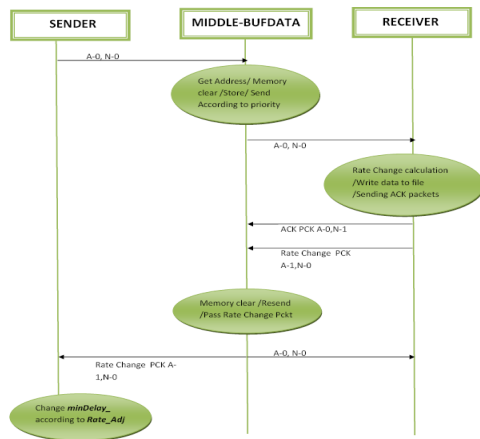 SENDER
MIDDLE-BUFDATA
RECEIVER
A-0, N-0
Get Address/ Memory
clear /Store/ Send
According to priority
A-0, N-0
Rate Change calculation
/Write data to file
/Sending ACK packets
ACK PCK A-0,N-1
Rate Change PCK
A-1,N-0
Memory clear /Resend
/Pass Rate Change Pckt
A-0, N-0
Rate Change PCK A-
1,N-0
Change minDelay_
according to Rate_Adj